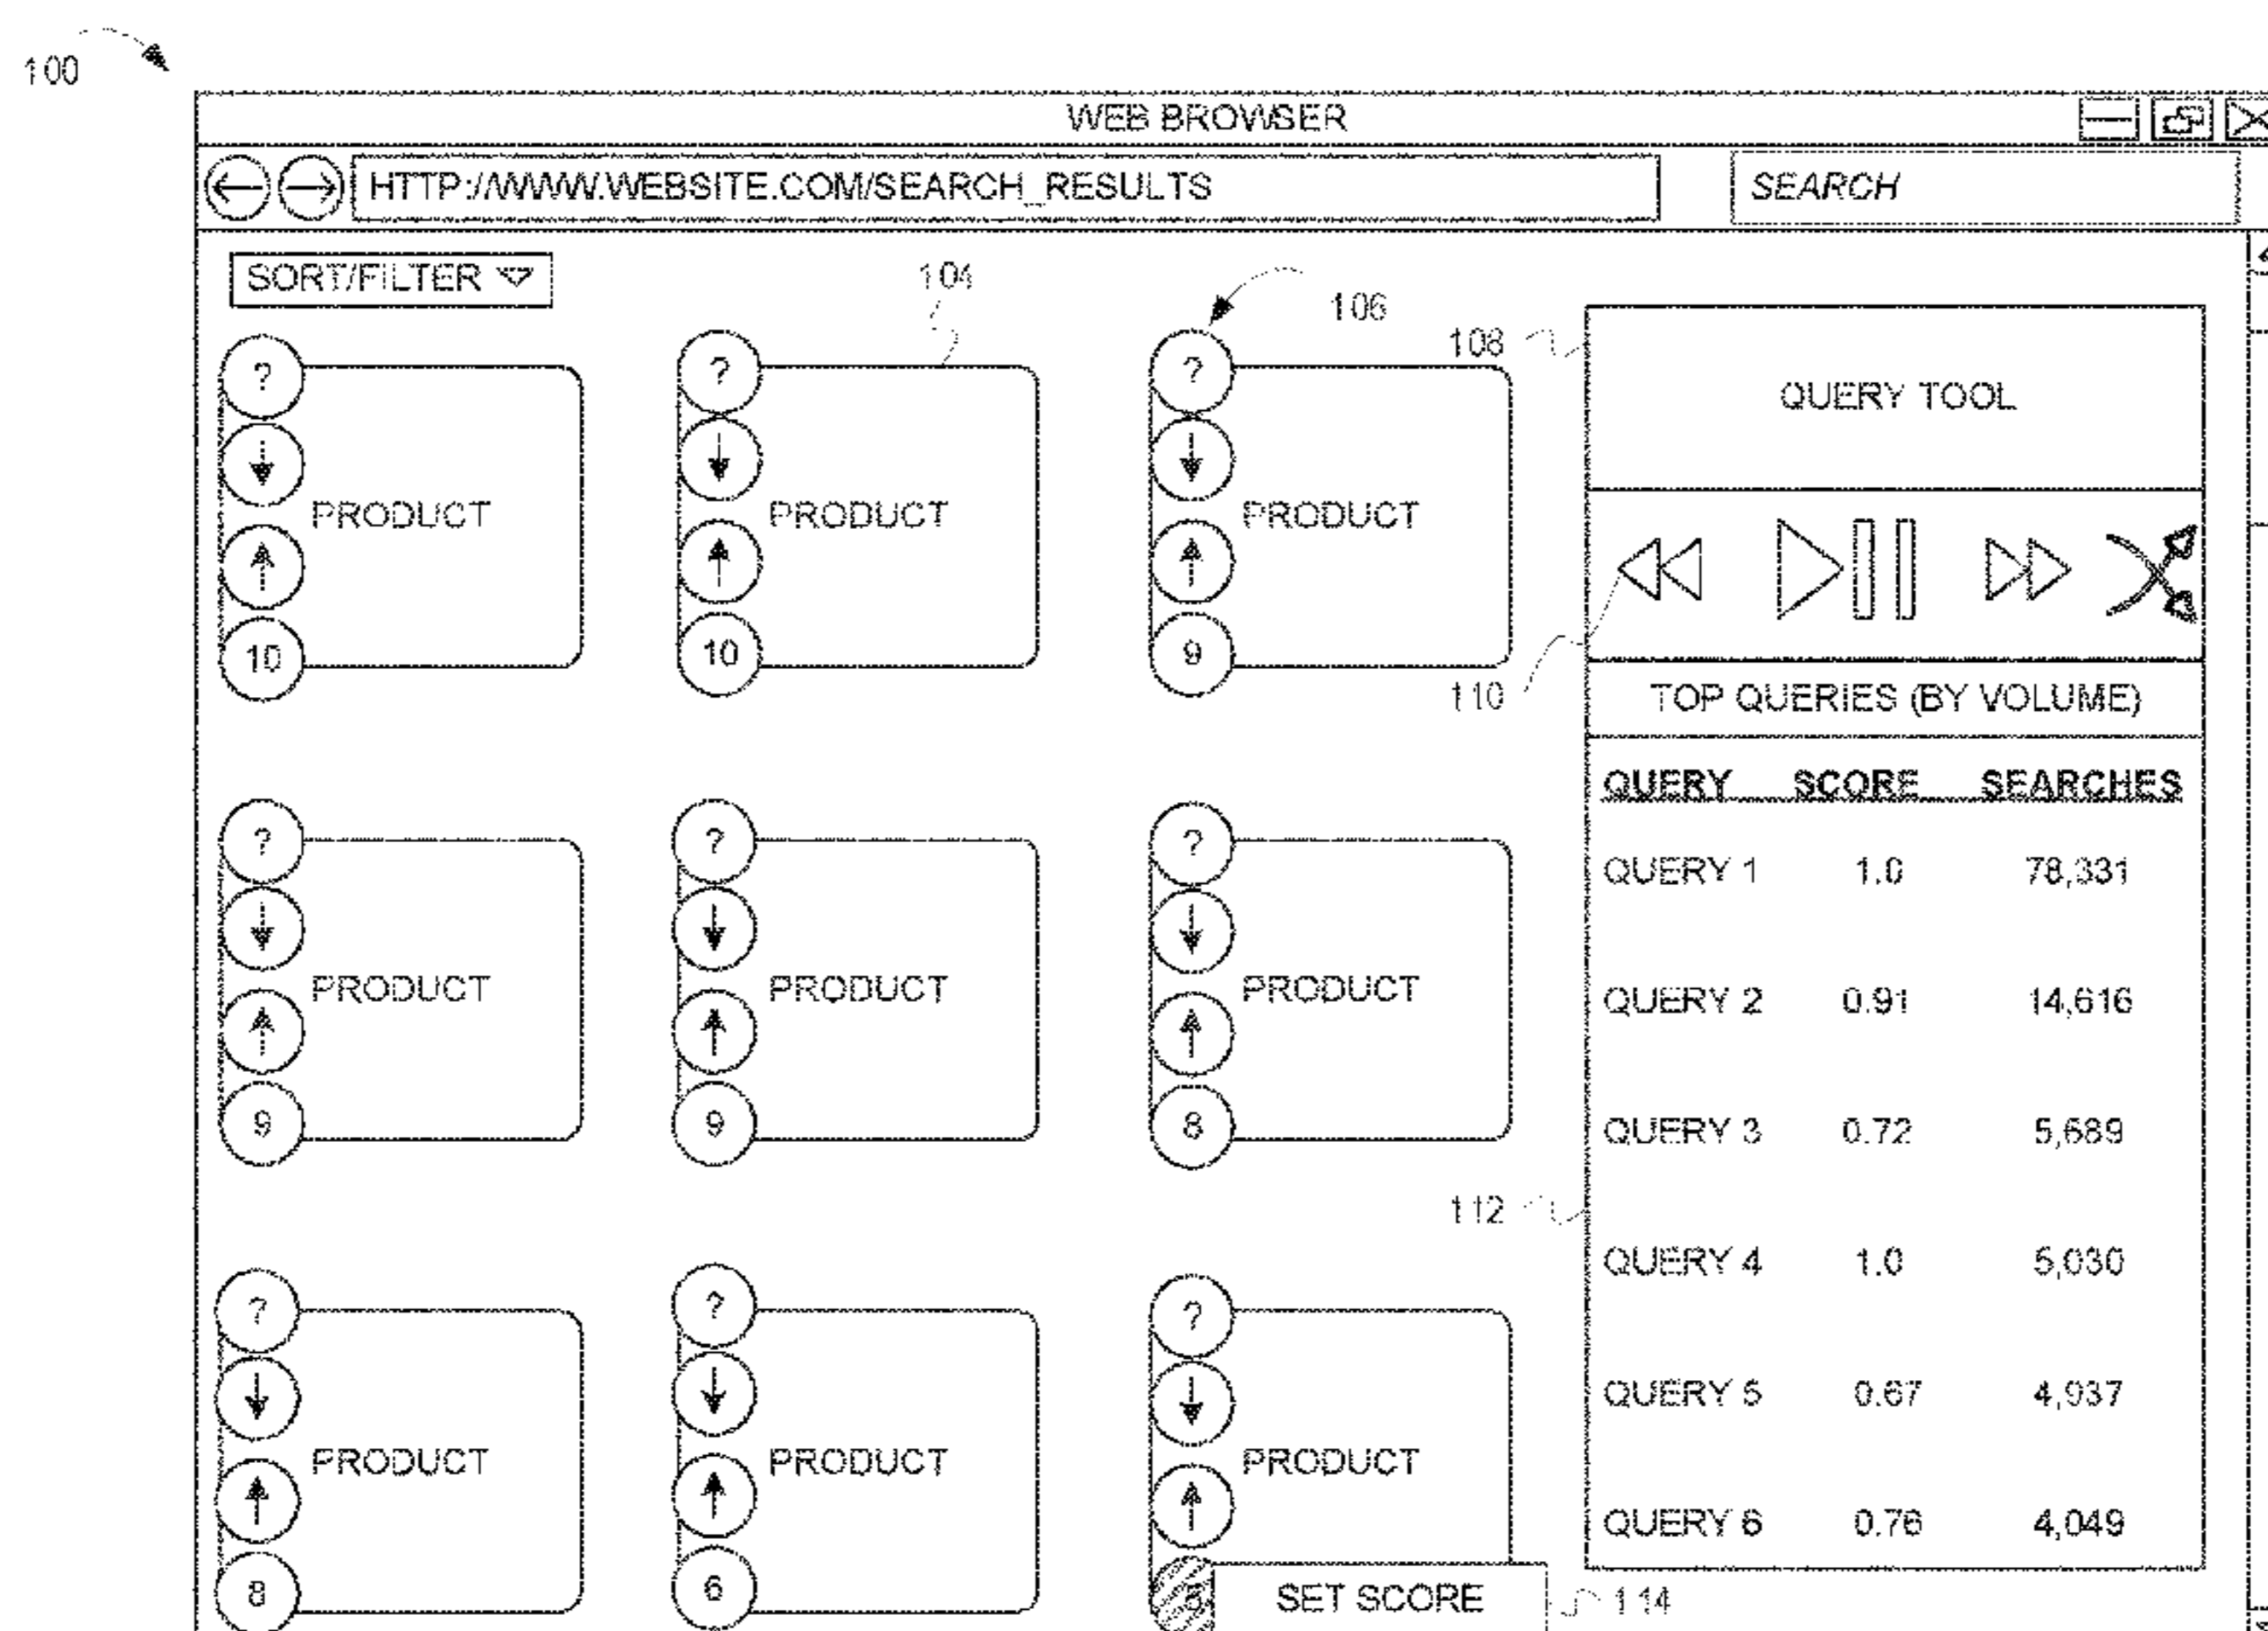 100
WEB BROWSER
HTTP://WWW.WEBSITE.COM/SEARCH_RESULTS
SEARCH
SORT/FILTER
104
106
108
? ? ?
QUERY TOOL
PRODUCT PRODUCT PRODUCT
10 10 9
110
TOP QUERIES (BY VOLUME)
QUERY SCORE SEARCHES
? ? ?
QUERY 1 1.0 78,331
PRODUCT PRODUCT PRODUCT
QUERY 2 0.91 14,616
9 9 8
QUERY 3 0.72 5,689
112
QUERY 4 1.0 5,030
? ? ?
QUERY 5 0.67 4,937
PRODUCT PRODUCT PRODUCT
QUERY 6 0.76 4,049
8 6
SET SCORE
114